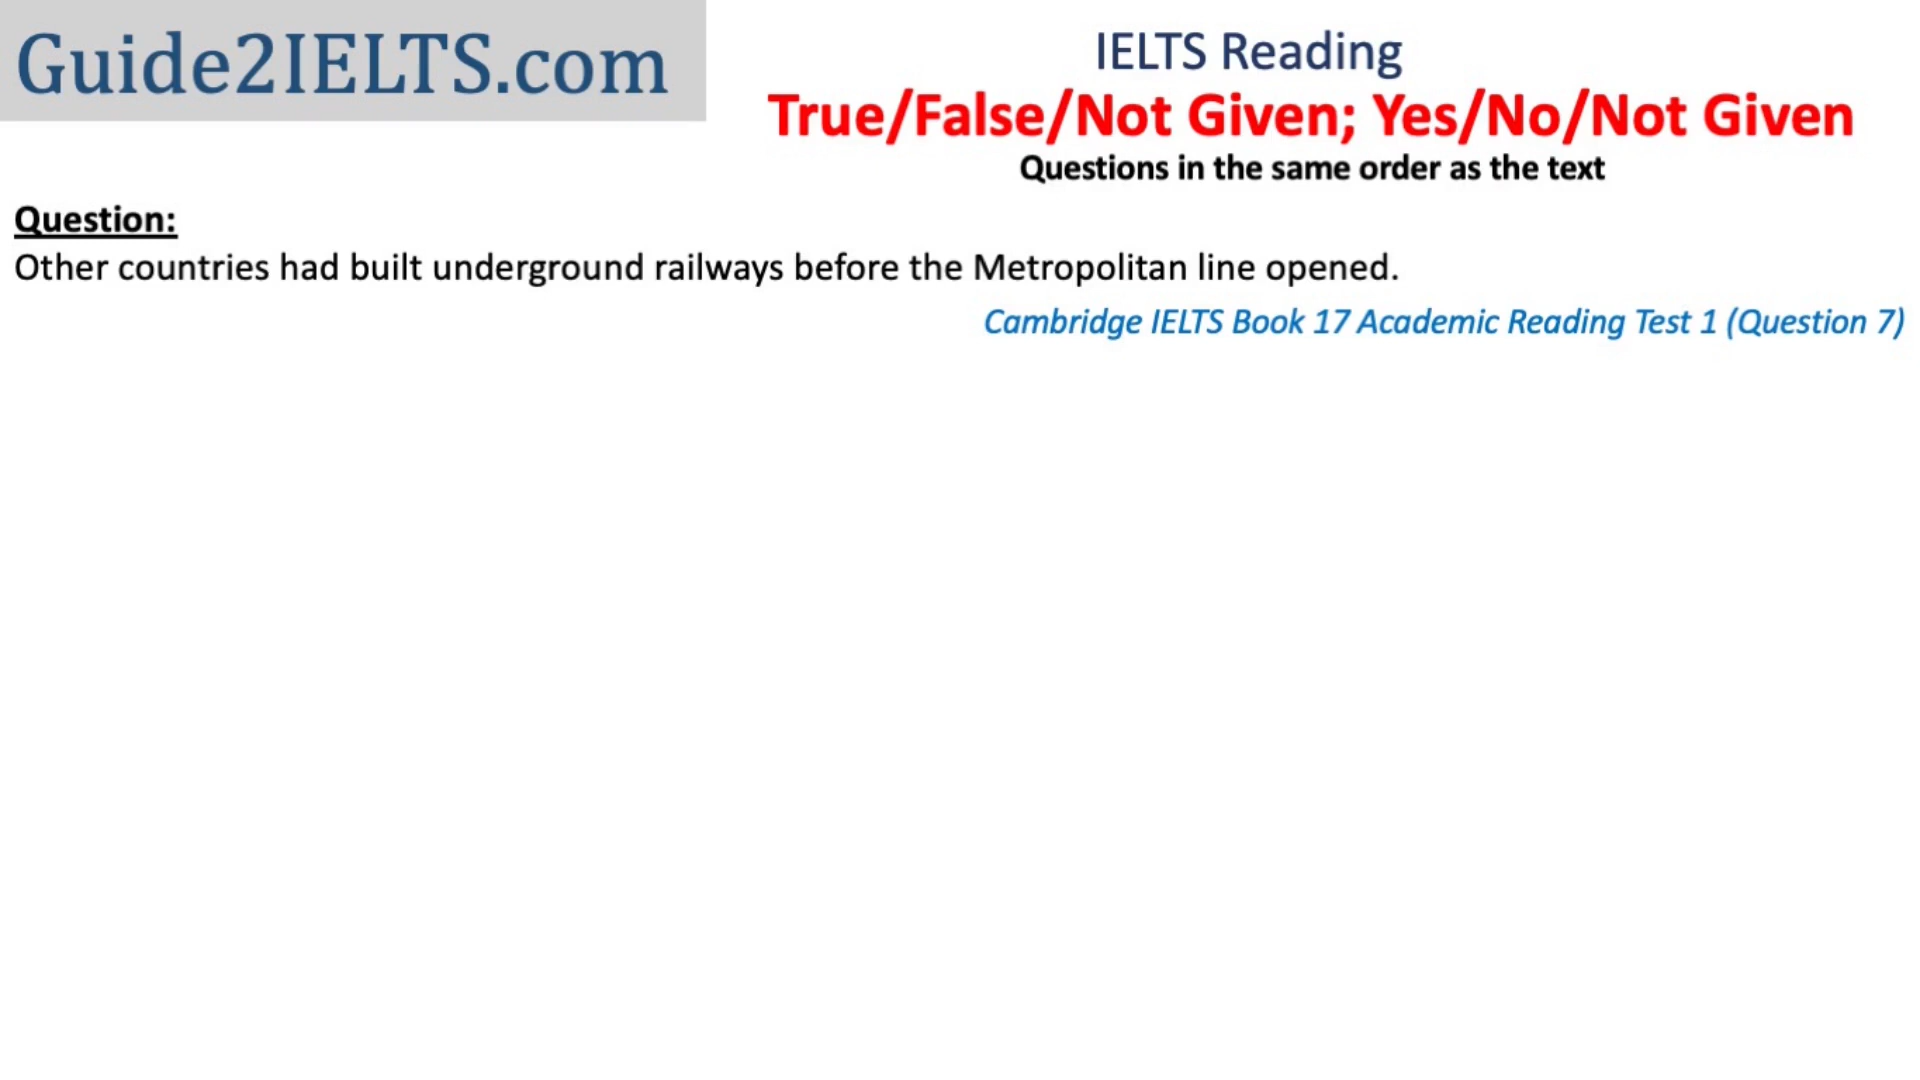 Guide2IELTS.com
IELTS Reading
True/False/Not Given; Yes/No/Not Given
Questions in the same order as the text
Question:
Other countries had built underground railways before the Metropolitan line opened.
Cambridge IELTS Book 17 Academic Reading Test 1 (Question 7)